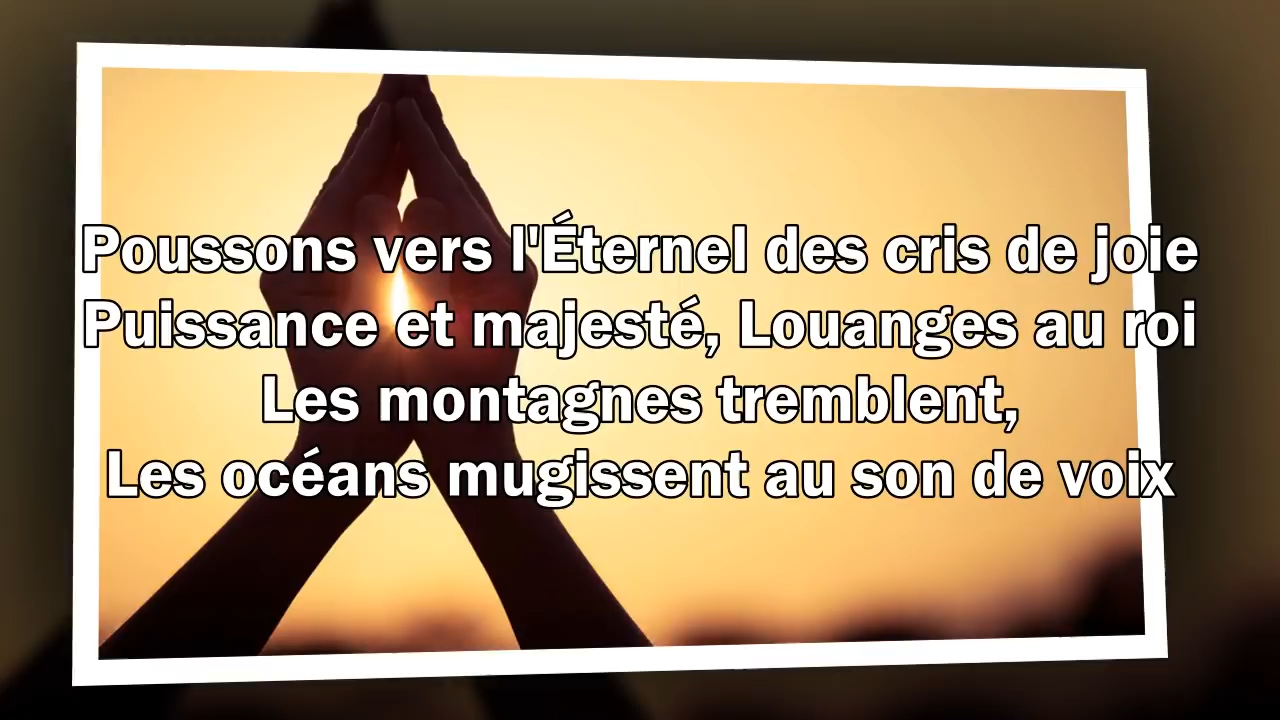 Poussons vers l'Éternel des cris de joie
Puissance et majesté, Louanges au roi
Les montagnes tremblent,
Les océans mugissent au son de voix